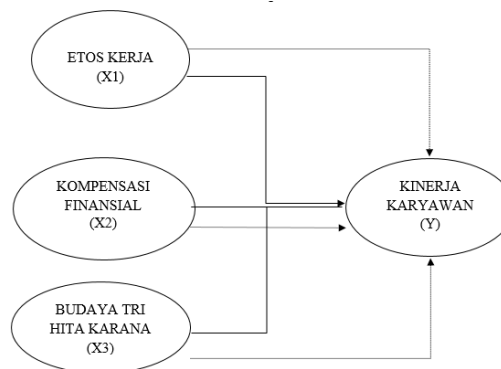 ETOS KERJA
(X1)
KOMPENSASI
FINANSIAL
(X2)
KINERJA
KARYAWAN
(Y)
BUDAYA TRI
HITA KARANA
(X3)